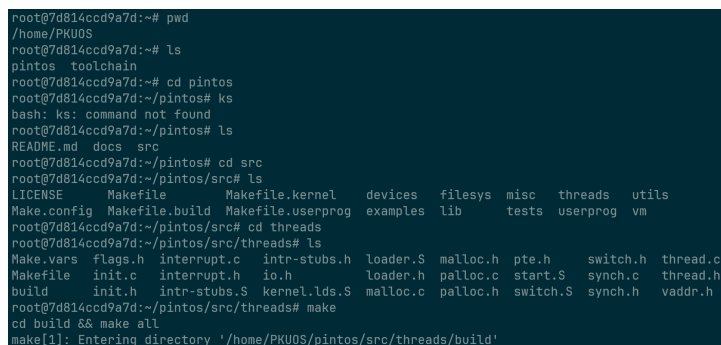 root@7d814ccd9a7d:~# pwd
/home/PKUOS
root@7d814ccd9a7d:~# ls
pintos  toolchain
root@7d814ccd9a7d:~# cd pintos
root@7d814ccd9a7d:~/pintos# ks
bash: ks: command not found
root@7d814ccd9a7d:~/pintos# ls
README.md  docs  src
root@7d814ccd9a7d:~/pintos# cd src
root@7d814ccd9a7d:~/pintos/src# ls
LICENSE      Makefile        Makefile.kernel    devices   filesys  misc   threads   utils
Make.config  Makefile.build  Makefile.userprog  examples  lib      tests  userprog  vm
root@7d814ccd9a7d:~/pintos/src# cd threads
root@7d814ccd9a7d:~/pintos/src/threads# ls
Make.vars  flags.h  interrupt.c   intr-stubs.h  loader.S  malloc.h  pte.h     switch.h  thread.c
Makefile   init.c   interrupt.h   io.h          loader.h  palloc.c  start.S   synch.c   thread.h
build      init.h   intr-stubs.S  kernel.lds.S  malloc.c  palloc.h  switch.S  synch.h   vaddr.h
root@7d814ccd9a7d:~/pintos/src/threads# make
cd build && make all
make[1]: Entering directory '/home/PKUOS/pintos/src/threads/build'